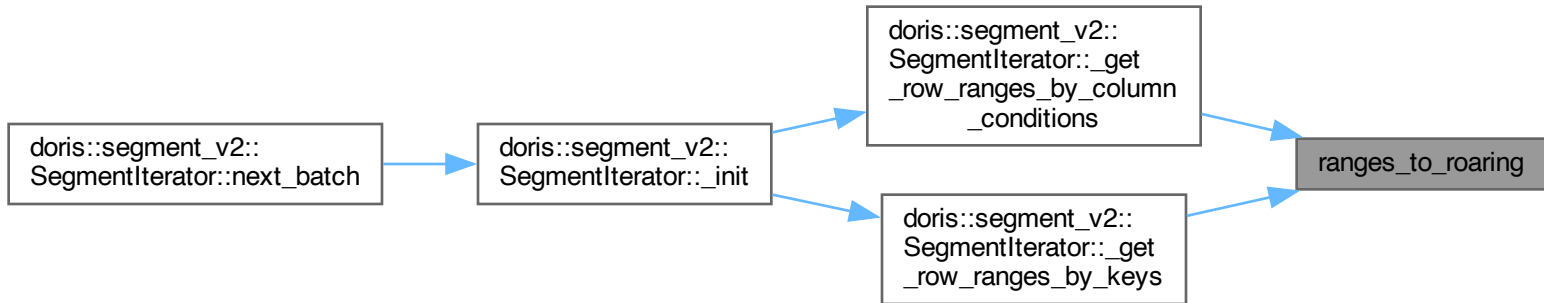 doris::segment_v2::
SegmentIterator::next_batch
doris::segment_v2::
SegmentIterator::_init
doris::segment_v2::
SegmentIterator::_get
_row_ranges_by_column
_conditions
doris::segment_v2::
SegmentIterator::_get
_row_ranges_by_keys
ranges_to_roaring